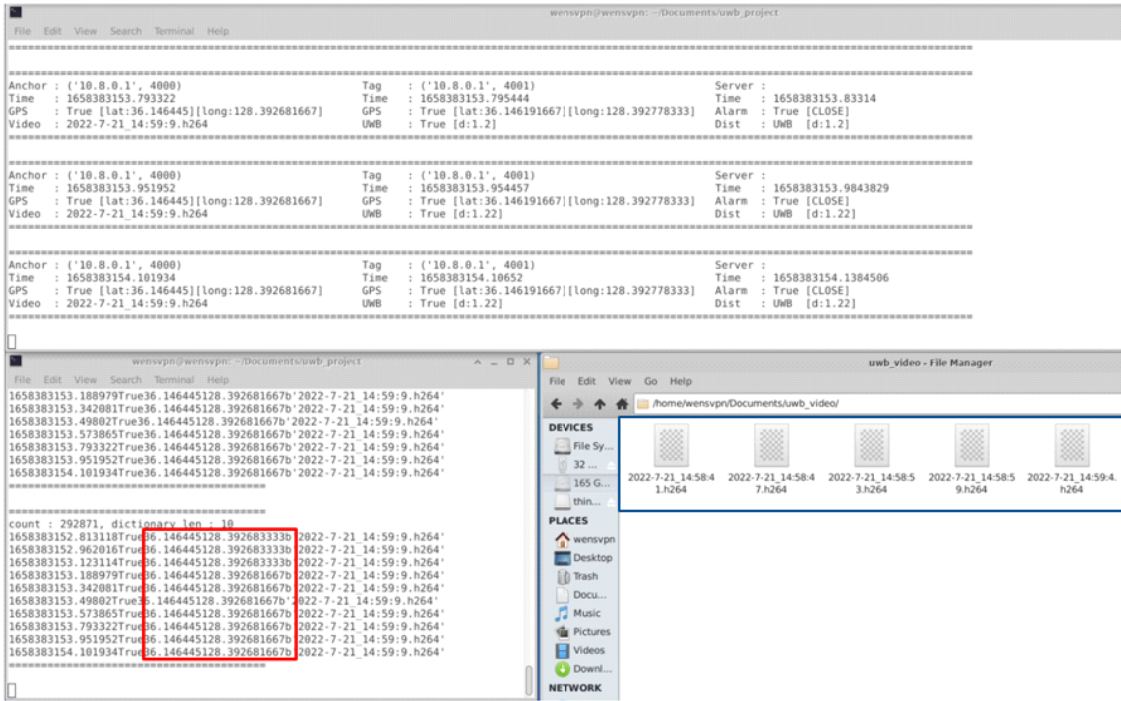 wensvpn@wensvpn: ~/Documents/uwb_project
File Edit View Search Terminal Help
Anchor : ('10.8.0.1', 4000) Tag : ('10.8.0.1', 4001) Server :
Time : 1658383153.793322 Time : 1658383153.795444 Time : 1658383153.83314
GPS : True [lat:36.146445][long:128.392681667] GPS : True [lat:36.146191667][long:128.392778333] Alarm : True [CLOSE]
Video : 2022-7-21_14:59:9.h264 UWB : True [d:1.2] Dist : UWB [d:1.2]
Anchor : ('10.8.0.1', 4000) Tag : ('10.8.0.1', 4001) Server :
Time : 1658383153.951952 Time : 1658383153.954457 Time : 1658383153.9843829
GPS : True [lat:36.146445][long:128.392681667] GPS : True [lat:36.146191667][long:128.392778333] Alarm : True [CLOSE]
Video : 2022-7-21_14:59:9.h264 UWB : True [d:1.22] Dist : UWB [d:1.22]
Anchor : ('10.8.0.1', 4000) Tag : ('10.8.0.1', 4001) Server :
Time : 1658383154.101934 Time : 1658383154.10652 Time : 1658383154.1384506
GPS : True [lat:36.146445][long:128.392681667] GPS : True [lat:36.146191667][long:128.392778333] Alarm : True [CLOSE]
Video : 2022-7-21_14:59:9.h264 UWB : True [d:1.22] Dist : UWB [d:1.22]
wensvpn@wensvpn: ~/Documents/uwb_project
File Edit View Search Terminal Help
1658383153.188979True36.146445128.392681667b'2022-7-21_14:59:9.h264'
1658383153.342081True36.146445128.392681667b'2022-7-21_14:59:9.h264'
1658383153.49802True36.146445128.392681667b'2022-7-21_14:59:9.h264'
1658383153.573865True36.146445128.392681667b'2022-7-21_14:59:9.h264'
1658383153.793322True36.146445128.392681667b'2022-7-21_14:59:9.h264'
1658383153.951952True36.146445128.392681667b'2022-7-21_14:59:9.h264'
1658383154.101934True36.146445128.392681667b'2022-7-21_14:59:9.h264'
count : 292871, dictionary len : 10
1658383152.813118True36.146445128.392683333b'2022-7-21_14:59:9.h264'
1658383152.962016True36.146445128.392683333b'2022-7-21_14:59:9.h264'
1658383153.123114True36.146445128.392683333b'2022-7-21_14:59:9.h264'
1658383153.188979True36.146445128.392681667b'2022-7-21_14:59:9.h264'
1658383153.342081True36.146445128.392681667b'2022-7-21_14:59:9.h264'
1658383153.49802True36.146445128.392681667b'2022-7-21_14:59:9.h264'
1658383153.573865True36.146445128.392681667b'2022-7-21_14:59:9.h264'
1658383153.793322True36.146445128.392681667b'2022-7-21_14:59:9.h264'
1658383153.951952True36.146445128.392681667b'2022-7-21_14:59:9.h264'
1658383154.101934True36.146445128.392681667b'2022-7-21_14:59:9.h264'
uwb_video - File Manager
File Edit View Go Help
/home/wensvpn/Documents/uwb_video/
DEVICES
File Sy...
32 ...
165 G...
thin...
PLACES
wensvpn
Desktop
Trash
Docu...
Music
Pictures
Videos
Downl...
NETWORK
2022-7-21_14:58:4 2022-7-21_14:58:4 2022-7-21_14:58:5 2022-7-21_14:58:5 2022-7-21_14:59:4.
1.h264 7.h264 3.h264 9.h264 h264